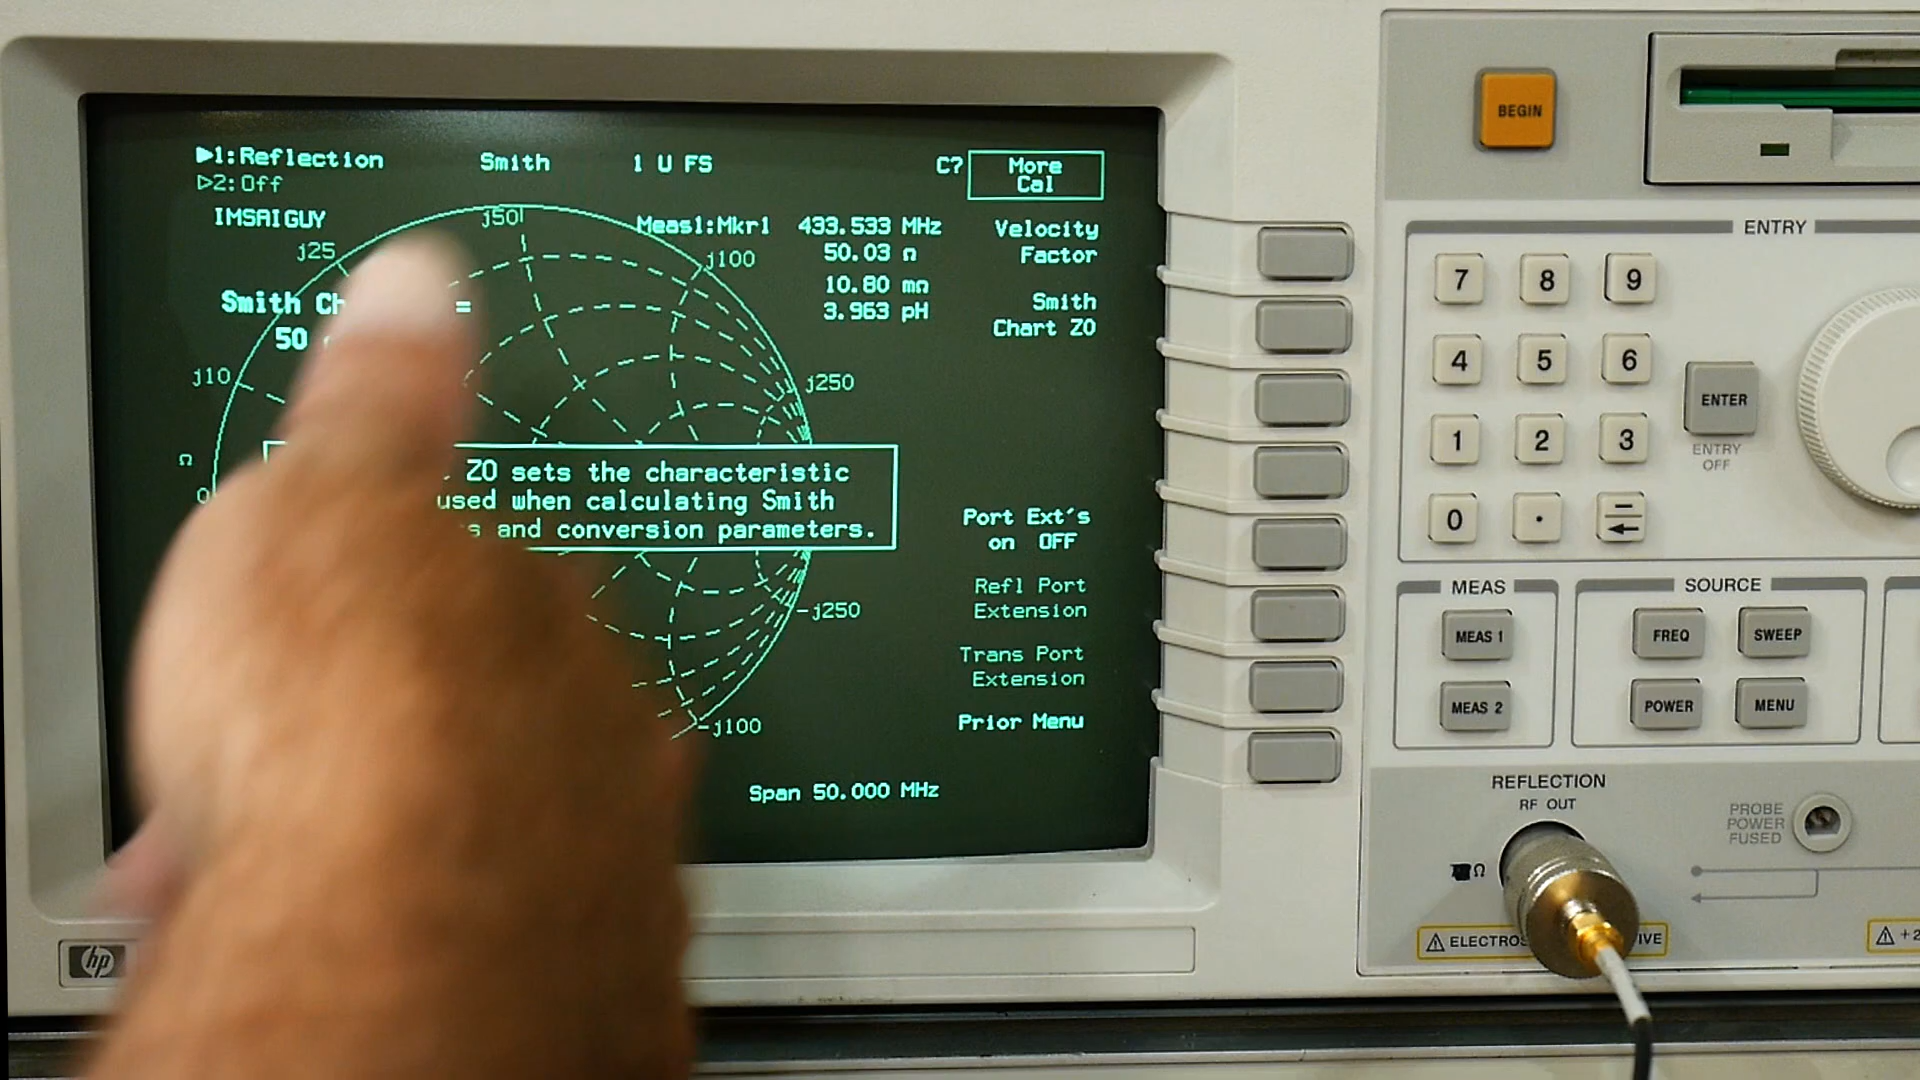 1:Reflection Smith 1 U FS C? More Cal
2:Off
IMSAIGUY
j50
Meas1:Mkr1 433.533 MHz
50.03 Ω
10.80 mΩ
3.963 pH
j25
j100
Smith =
50
j10
j250
Ω
0
Z0 sets the characteristic
used when calculating Smith
and conversion parameters.
-j250
-j100
Span 50.000 MHz
Velocity
Factor
Smith
Chart Z0
Port Ext's
on OFF
Refl Port
Extension
Trans Port
Extension
Prior Menu
hp
BEGIN
ENTRY
7 8 9
4 5 6
1 2 3
0 . –
ENTER
ENTRY
OFF
MEAS
MEAS 1
MEAS 2
SOURCE
FREQ SWEEP
POWER MENU
REFLECTION
RF OUT
PROBE
POWER
FUSED
Ω